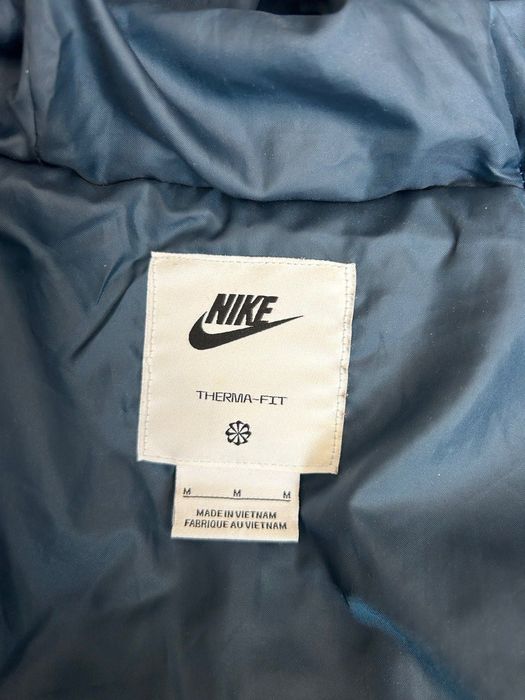 NIKE
THERMA-FIT
M M M
MADE IN VIETNAM
FABRIQUE AU VIETNAM